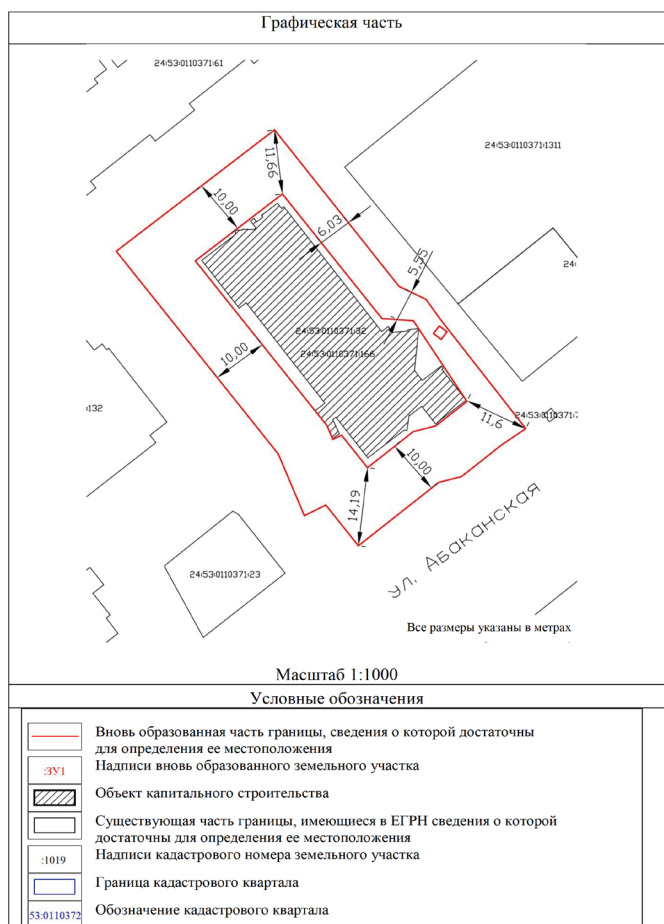 Графическая часть
24:53:0110371:61
24:53:0110371:1311
11,66
10,00
6,03
5,55
24:
24:53:0110371:32
24:53:0110371:166
10,00
:132
24:53:0110371:
11,6
10,00
14,19
ул. Абаканская
24:53:0110371:23
Все размеры указаны в метрах
Масштаб 1:1000
Условные обозначения
Вновь образованная часть границы, сведения о которой достаточны
для определения ее местоположения
:ЗУ1 Надписи вновь образованного земельного участка
Объект капитального строительства
Существующая часть границы, имеющиеся в ЕГРН сведения о которой
достаточны для определения ее местоположения
:1019 Надписи кадастрового номера земельного участка
Граница кадастрового квартала
53:0110372 Обозначение кадастрового квартала